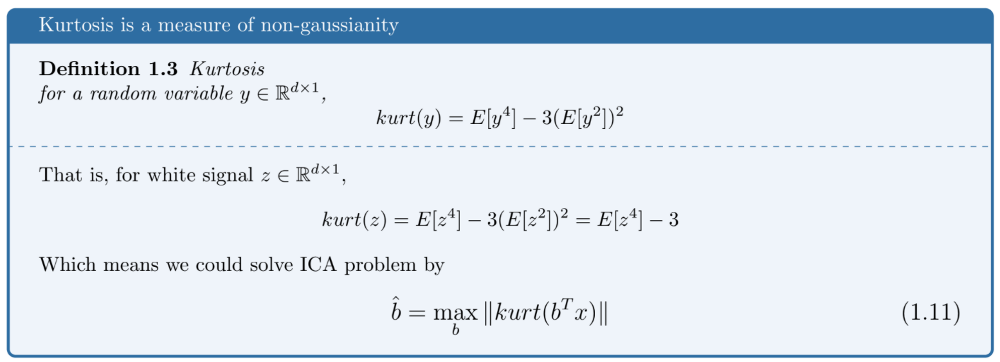 Kurtosis is a measure of non-gaussianity
Definition 1.3 Kurtosis
for a random variable $y \in \mathbb{R}^{d \times 1}$,
$kurt(y) = E[y^4] - 3(E[y^2])^2$
That is, for white signal $z \in \mathbb{R}^{d \times 1}$,
$kurt(z) = E[z^4] - 3(E[z^2])^2 = E[z^4] - 3$
Which means we could solve ICA problem by
$\hat{b} = \max_b \|kurt(b^T x)\|$ (1.11)